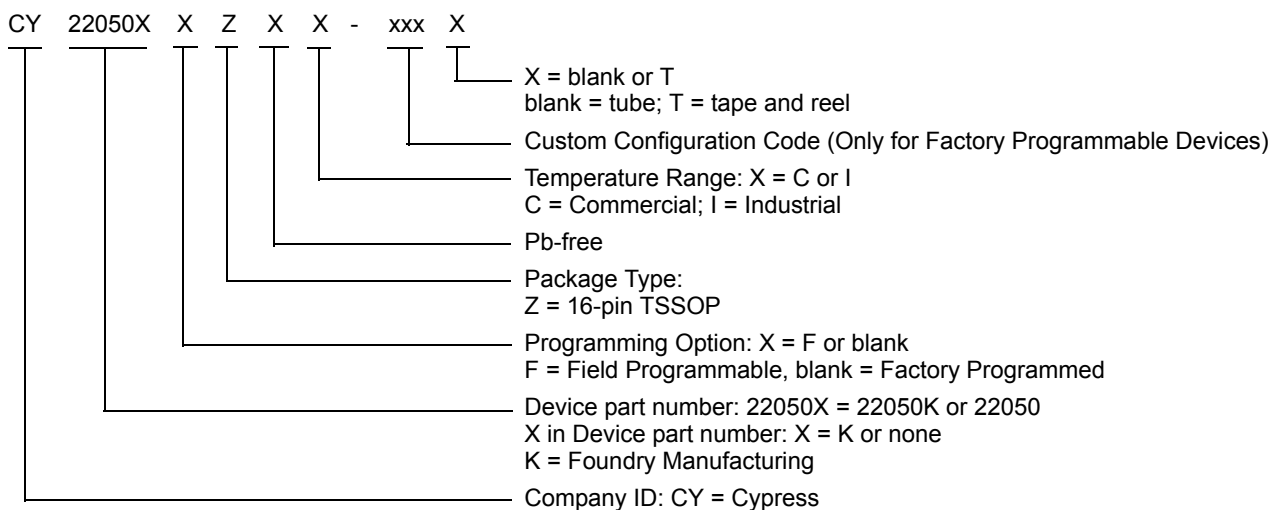 CY 22050X X Z X X - xxx X
X = blank or T
blank = tube; T = tape and reel
Custom Configuration Code (Only for Factory Programmable Devices)
Temperature Range: X = C or I
C = Commercial; I = Industrial
Pb-free
Package Type:
Z = 16-pin TSSOP
Programming Option: X = F or blank
F = Field Programmable, blank = Factory Programmed
Device part number: 22050X = 22050K or 22050
X in Device part number: X = K or none
K = Foundry Manufacturing
Company ID: CY = Cypress